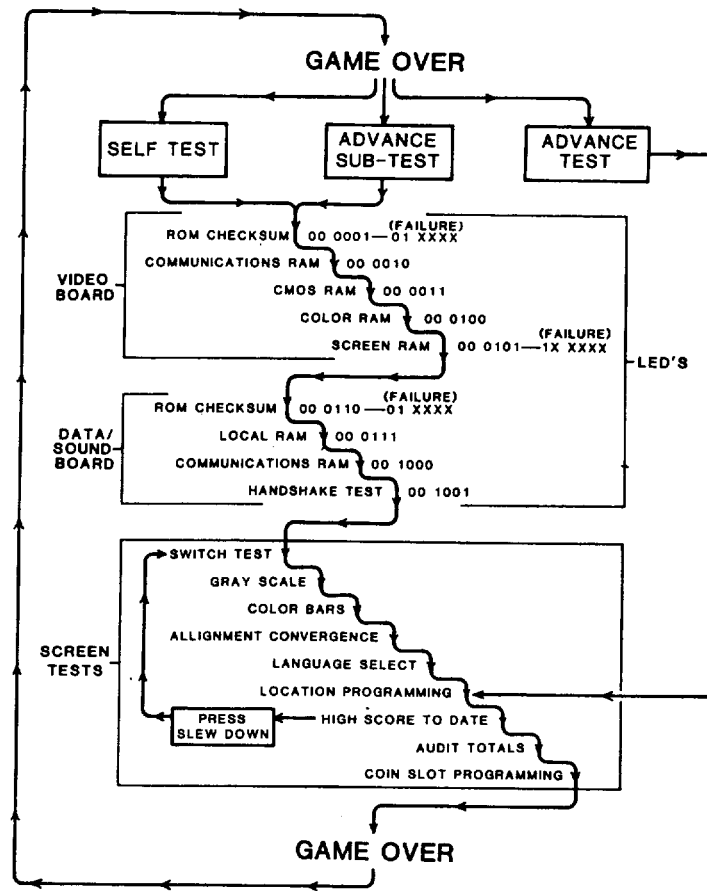 GAME OVER
SELF TEST
ADVANCE
SUB-TEST
ADVANCE
TEST
(FAILURE)
ROM CHECKSUM 00 0001—01 XXXX
COMMUNICATIONS RAM 00 0010
VIDEO
BOARD
CMOS RAM 00 0011
COLOR RAM 00 0100
(FAILURE)
SCREEN RAM 00 0101—1X XXXX
LED'S
(FAILURE)
ROM CHECKSUM 00 0110—01 XXXX
DATA/
SOUND
BOARD
LOCAL RAM 00 0111
COMMUNICATIONS RAM 00 1000
HANDSHAKE TEST 00 1001
SWITCH TEST
GRAY SCALE
COLOR BARS
ALLIGNMENT CONVERGENCE
SCREEN
TESTS
LANGUAGE SELECT
LOCATION PROGRAMMING
PRESS
SLEW DOWN
HIGH SCORE TO DATE
AUDIT TOTALS
COIN SLOT PROGRAMMING
GAME OVER